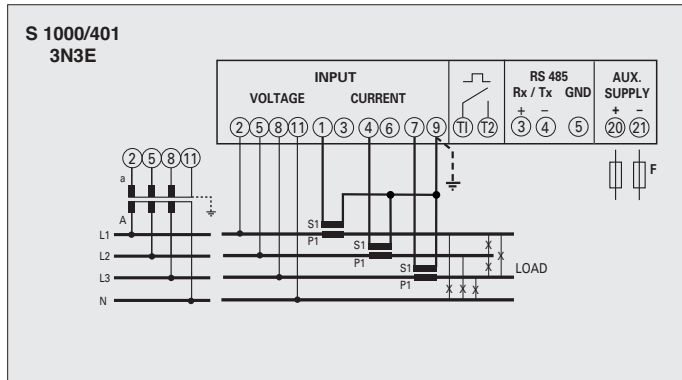 S 1000/401
3N3E
INPUT
VOLTAGE CURRENT
RS 485
Rx / Tx GND
AUX.
SUPPLY
+ – + –
2 5 8 11 1 3 4 6 7 9 T1 T2 3 4 5 20 21
2 5 8 11
F
a
A
S1
P1
S1
P1
S1
P1
L1
L2
L3
N
LOAD